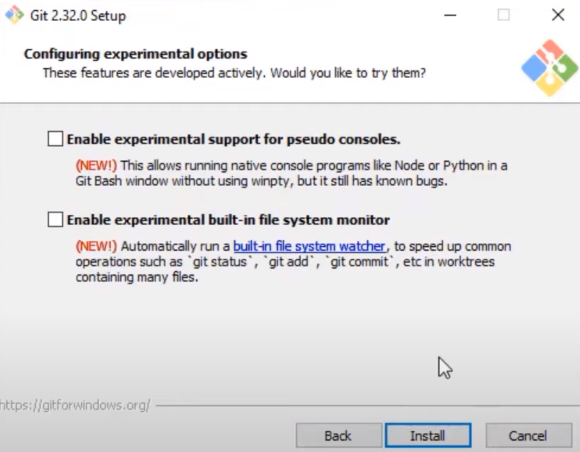 Git 2.32.0 Setup
Configuring experimental options
These features are developed actively. Would you like to try them?
Enable experimental support for pseudo consoles.
(NEW!) This allows running native console programs like Node or Python in a
Git Bash window without using winpty, but it still has known bugs.
Enable experimental built-in file system monitor
(NEW!) Automatically run a built-in file system watcher, to speed up common
operations such as `git status`, `git add`, `git commit`, etc in worktrees
containing many files.
https://gitforwindows.org/
Back Install Cancel